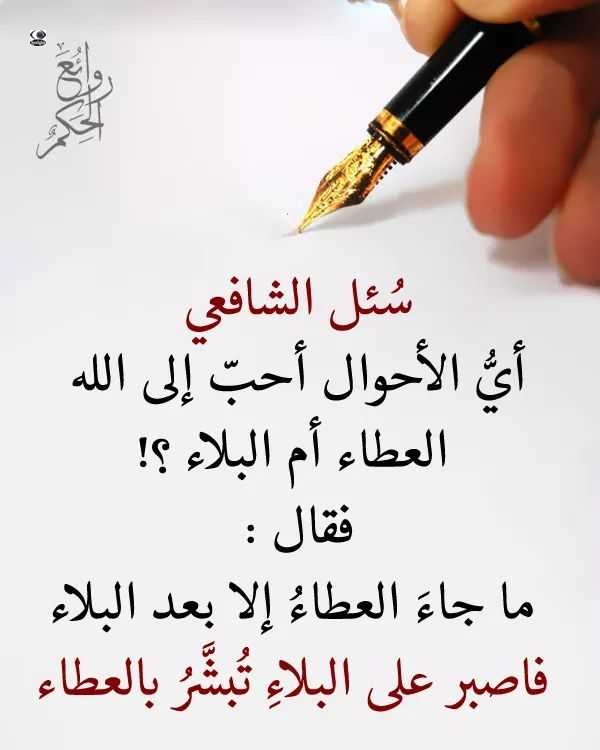 روائع
الحكم
سُئل الشافعي
أيُّ الأحوال أحبّ إلى الله
العطاء أم البلاء ؟!
فقال :
ما جاءَ العطاءُ إلا بعد البلاء
فاصبر على البلاءِ تُبشَّرُ بالعطاء